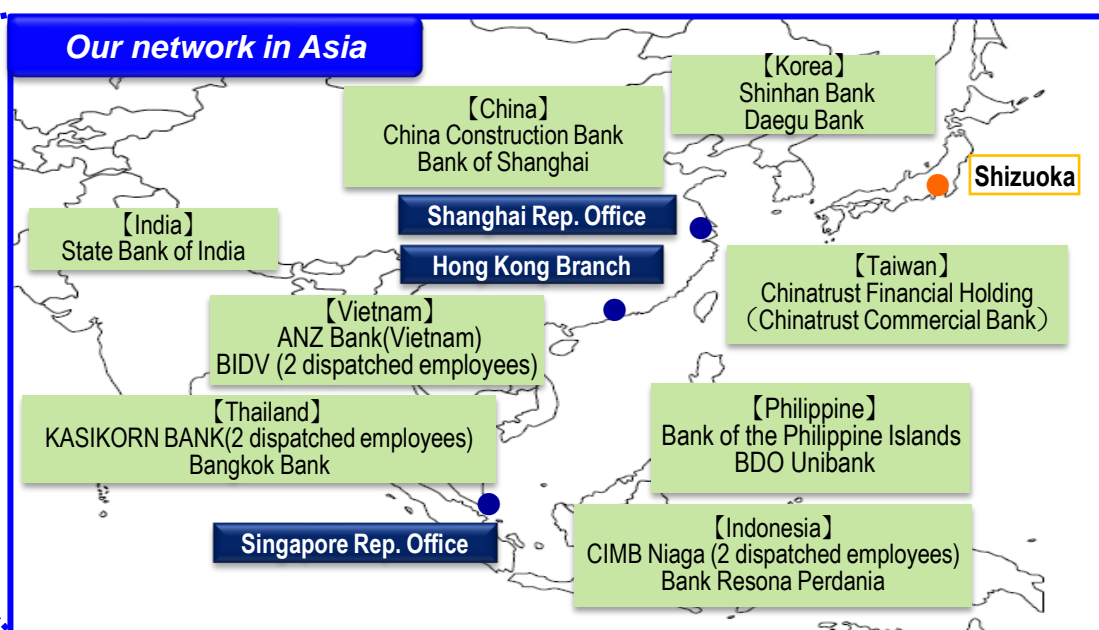 Our network in Asia
【Korea】
Shinhan Bank
Daegu Bank
【China】
China Construction Bank
Bank of Shanghai
Shizuoka
【India】
State Bank of India
Shanghai Rep. Office
Hong Kong Branch
【Taiwan】
Chinatrust Financial Holding
（Chinatrust Commercial Bank）
【Vietnam】
ANZ Bank(Vietnam)
BIDV (2 dispatched employees)
【Thailand】
KASIKORN BANK(2 dispatched employees)
Bangkok Bank
【Philippine】
Bank of the Philippine Islands
BDO Unibank
Singapore Rep. Office
【Indonesia】
CIMB Niaga (2 dispatched employees)
Bank Resona Perdania